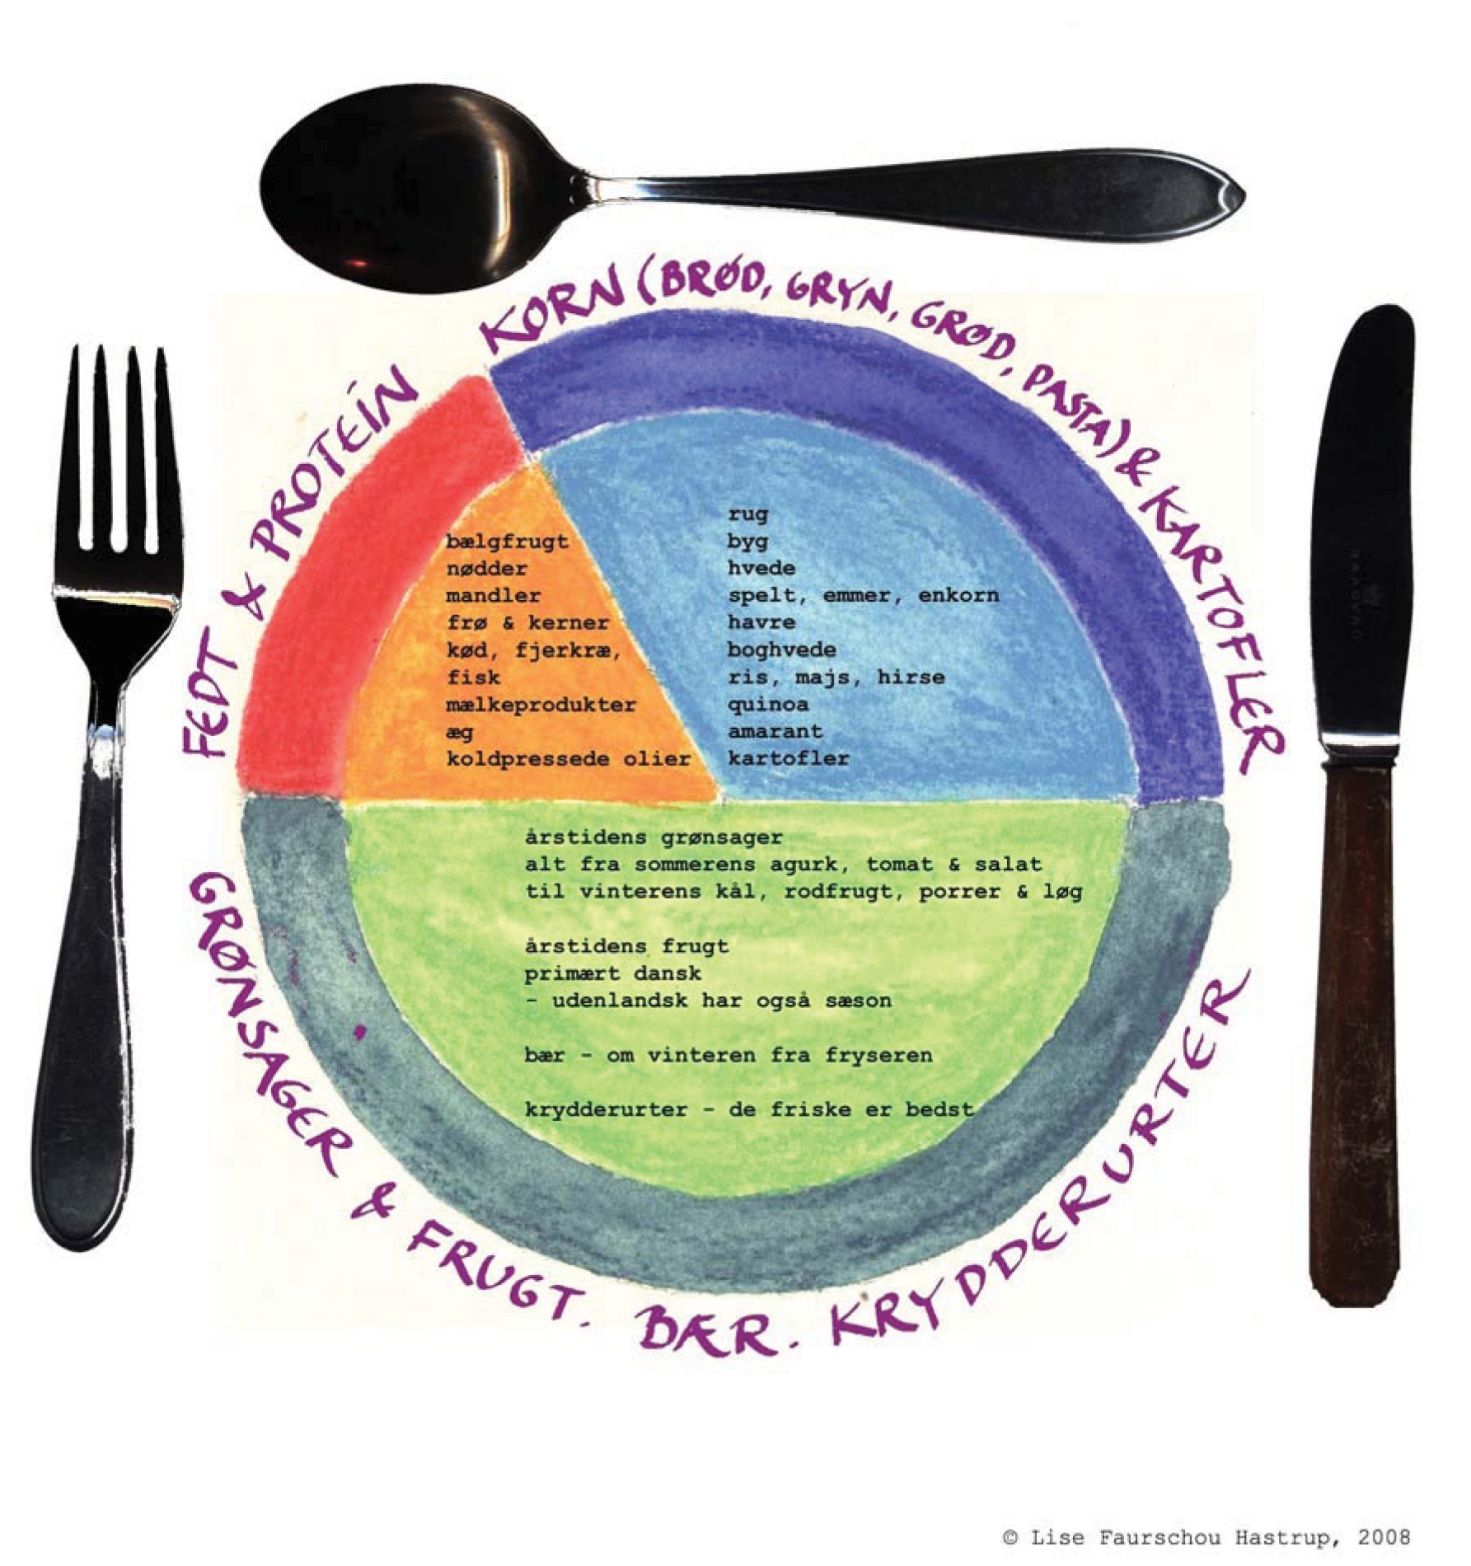 KORN (BRØD, GRYN, GRØD, PASTA) & KARTOFLER
FEDT & PROTEIN
bælgfrugt
nødder
mandler
frø & kerner
kød, fjerkræ,
fisk
mælkeprodukter
æg
koldpressede olier
rug
byg
hvede
spelt, emmer, enkorn
havre
boghvede
ris, majs, hirse
quinoa
amarant
kartofler
årstidens grønsager
alt fra sommerens agurk, tomat & salat
til vinterens kål, rodfrugt, porrer & løg
årstidens frugt
primært dansk
- udenlandsk har også sæson
bær - om vinteren fra fryseren
krydderurter - de friske er bedst
GRØNSAGER & FRUGT. BÆR. KRYDDERURTER
© Lise Faurschou Hastrup, 2008